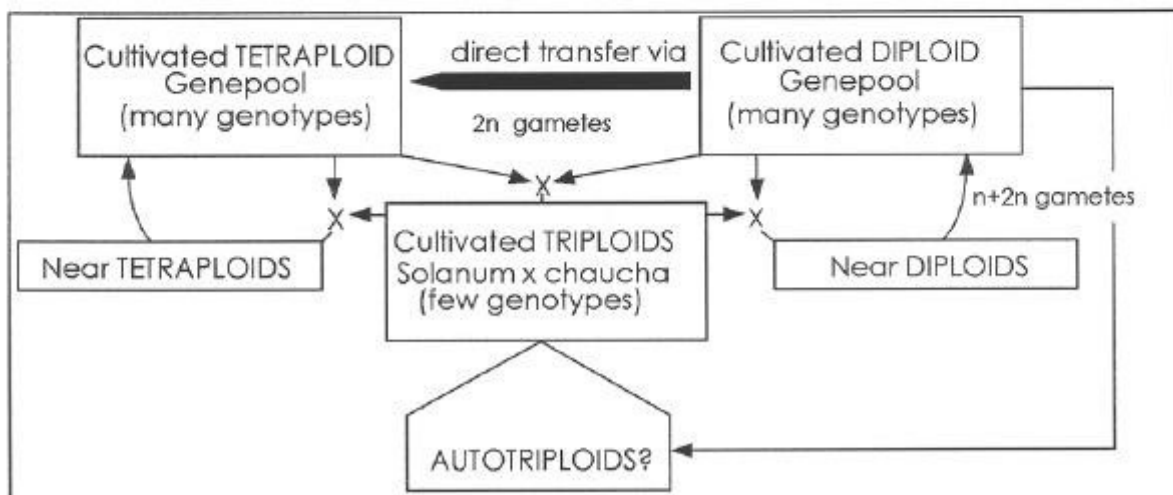 Cultivated TETRAPLOID
Genepool
(many genotypes)
direct transfer via
2n gametes
Cultivated DIPLOID
Genepool
(many genotypes)
X
n+2n gametes
X
X
Near TETRAPLOIDS
Cultivated TRIPLOIDS
Solanum x chaucha
(few genotypes)
Near DIPLOIDS
AUTOTRIPLOIDS?